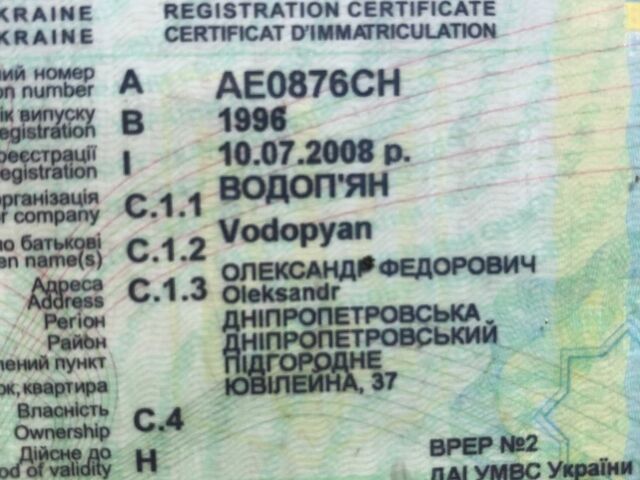 KRAINE REGISTRATION CERTIFICATE
KRAINE CERTIFICAT D'IMMATRICULATION
ний номер A AE0876CH
on number
ік випуску B 1996
egistration
реєстрації I 10.07.2008 р.
egistration
рганізація C.1.1 ВОДОП'ЯН
r company
по батькові C.1.2 Vodopyan
en name(s)
Адреса C.1.3 ОЛЕКСАНДР ФЕДОРОВИЧ
Address Oleksandr
Регіон ДНІПРОПЕТРОВСЬКА
Район ДНІПРОПЕТРОВСЬКИЙ
лений пункт ПІДГОРОДНЕ
ок, квартира ЮВІЛЕЙНА, 37
Власність C.4
Ownership
Дійсне до H ВРЕР №2
od of validity ДАІ УМВС України